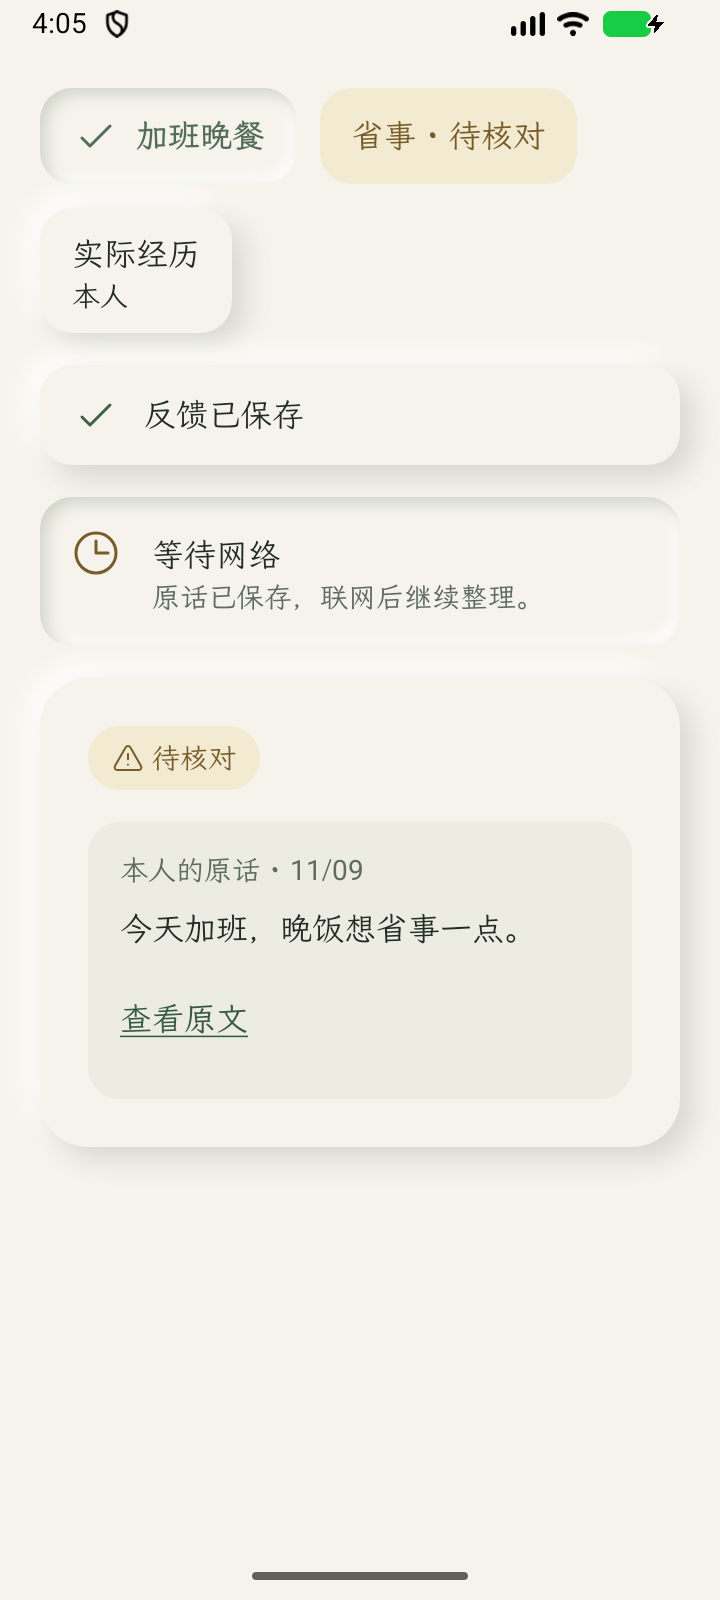 4:05
加班晚餐
省事·待核对
实际经历
本人
反馈已保存
等待网络
原话已保存，联网后继续整理。
待核对
本人的原话·11/09
今天加班，晚饭想省事一点。
查看原文